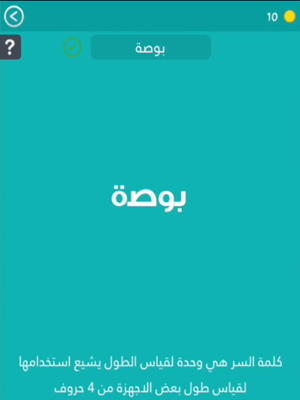 10
?
بوصة
بوصة
كلمة السر هي وحدة لقياس الطول يشيع استخدامها
لقياس طول بعض الاجهزة من 4 حروف